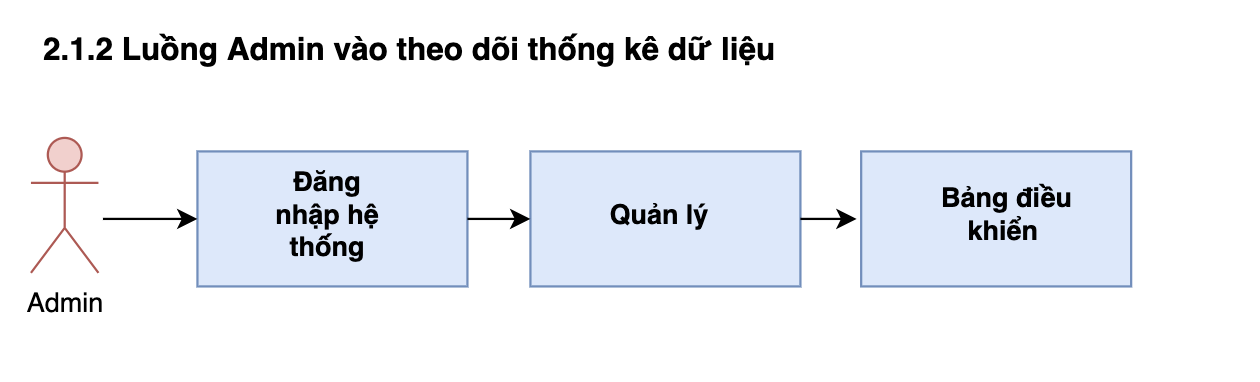 2.1.2 Luồng Admin vào theo dõi thống kê dữ liệu
Đăng
nhập hệ
thống
Quản lý
Bảng điều
khiển
Admin